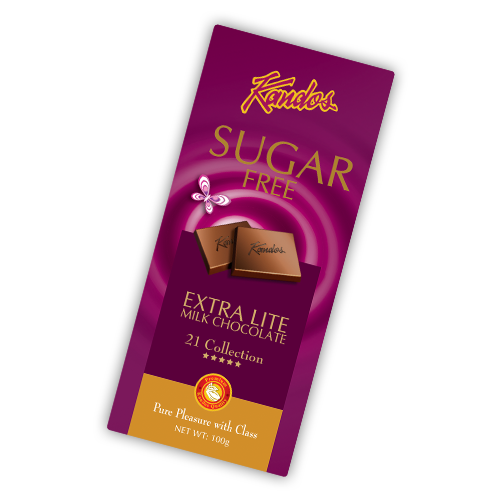 Kandos
SUGAR
FREE
Kandos
EXTRA LITE
MILK CHOCOLATE
21 Collection
★★★★★
Pure Pleasure with Class
NET WT: 100g